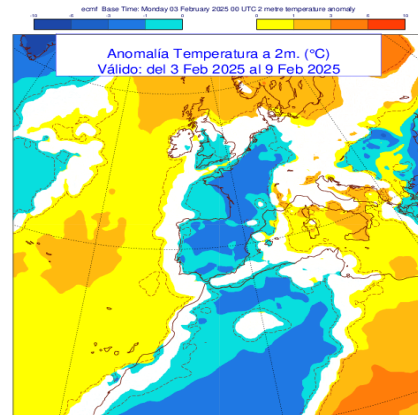 ecmf Base Time: Monday 03 February 2025 00 UTC 2 metre temperature anomaly
Anomalía Temperatura a 2m. (°C)
Válido: del 3 Feb 2025 al 9 Feb 2025